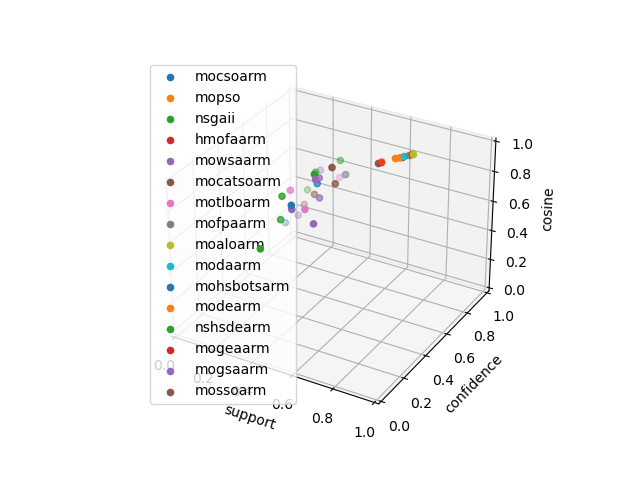 mocsoarm
mopso
nsgaii
hmofaarm
mowsaarm
mocatsoarm
motlboarm
mofpaarm
moaloarm
modaarm
mohsbotsarm
modearm
nshsdearm
mogeaarm
mogsaarm
mossoarm
0.0
0.2
0.4
0.6
0.8
1.0
support
0.0
0.2
0.4
0.6
0.8
1.0
confidence
0.0
0.2
0.4
0.6
0.8
1.0
cosine